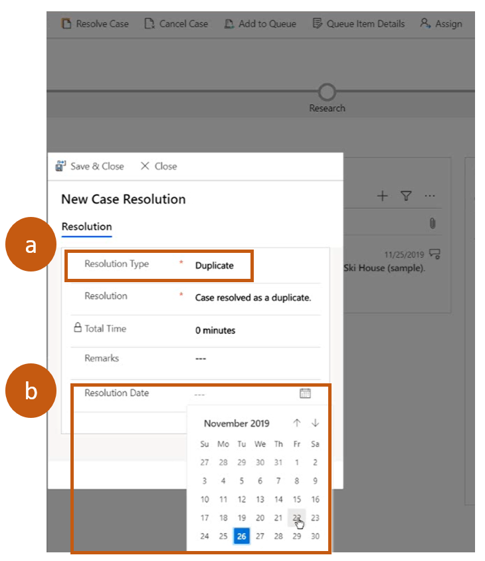 Resolve Case Cancel Case Add to Queue Queue Item Details Assign
Research
Save & Close Close
New Case Resolution
Resolution
11/25/2019
a
Resolution Type * Duplicate
Ski House (sample).
Resolution * Case resolved as a duplicate.
Total Time 0 minutes
Remarks ---
b
Resolution Date ---
November 2019
Su Mo Tu We Th Fr Sa
27 28 29 30 31 1 2
3 4 5 6 7 8 9
10 11 12 13 14 15 16
17 18 19 20 21 22 23
24 25 26 27 28 29 30